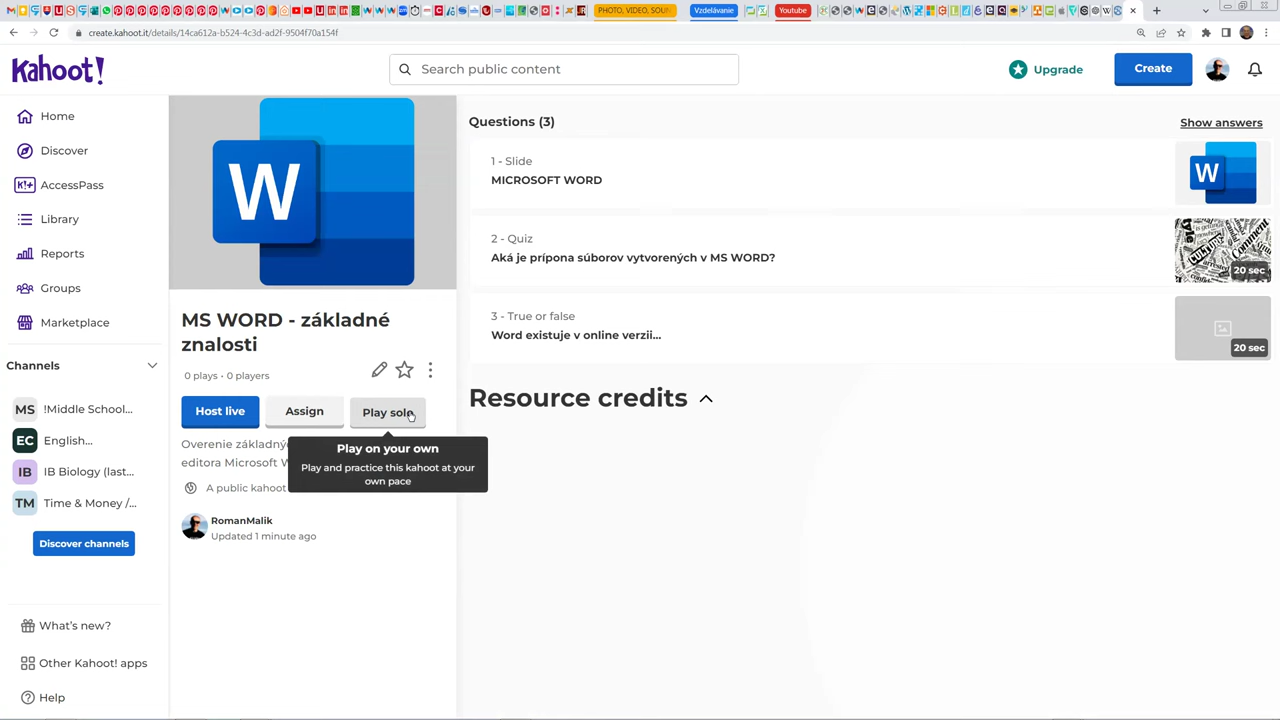 PHOTO, VIDEO, SOUN
Vzdelávanie
Youtube
create.kahoot.it/details/14ca612a-b524-4c3d-ad2f-9504f70a154f
Kahoot!
Search public content
Upgrade
Create
Home
Discover
K!+ AccessPass
Library
Reports
Groups
Marketplace
Channels
MS !Middle School...
EC English...
IB IB Biology (last...
TM Time & Money /...
Discover channels
What's new?
Other Kahoot! apps
Help
W
MS WORD - základné
znalosti
0 plays • 0 players
Host live
Assign
Play solo
Play on your own
Play and practice this kahoot at your
own pace
Overenie základných
editora Microsoft W
A public kahoot
RomanMalik
Updated 1 minute ago
Questions (3)
Show answers
1 - Slide
MICROSOFT WORD
W
2 - Quiz
Aká je prípona súborov vytvorených v MS WORD?
20 sec
3 - True or false
Word existuje v online verzii...
20 sec
Resource credits